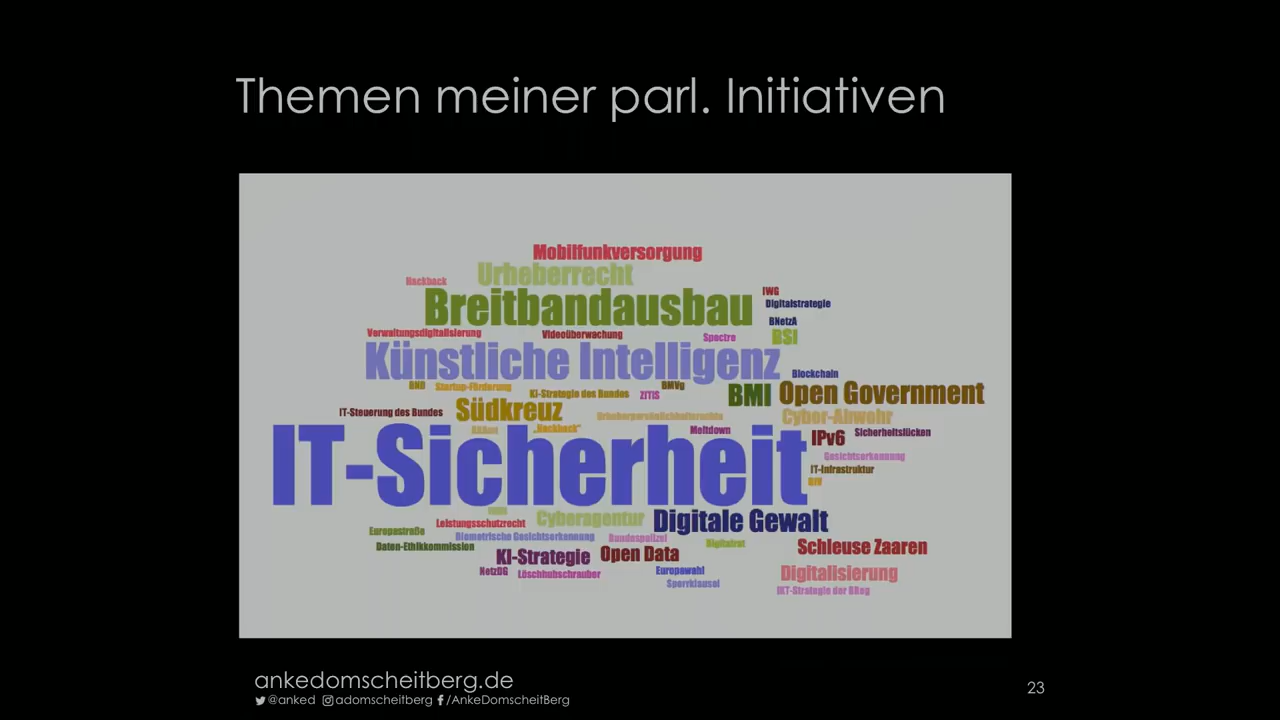 Themen meiner parl. Initiativen
Mobilfunkversorgung
Urheberrecht
Hackback
Breitbandausbau
IWG
Digitalstrategie
BNetzA
Verwaltungsdigitalisierung
Videoüberwachung
Spectre
BSI
Künstliche Intelligenz
Blockchain
BND
Startup-Förderung
KI-Strategie des Bundes
ZITIS
BMVg
BMI
Open Government
IT-Steuerung des Bundes
Südkreuz
Cyber-Abwehr
„Hackback“
Meltdown
IT-Sicherheit
IPv6
Sicherheitslücken
Gesichtserkennung
IT-Infrastruktur
Cyberagentur
Digitale Gewalt
Leistungsschutzrecht
Europastraße
Biometrische Gesichtserkennung
Bundespolizei
Digitalrat
Daten-Ethikkommission
KI-Strategie
Open Data
Schleuse Zaaren
NetzDG
Löschhubschrauber
Europawahl
Digitalisierung
Sperrklausel
IKT-Strategie der BReg
ankedomscheitberg.de
@anked adomscheitberg /AnkeDomscheitBerg
23